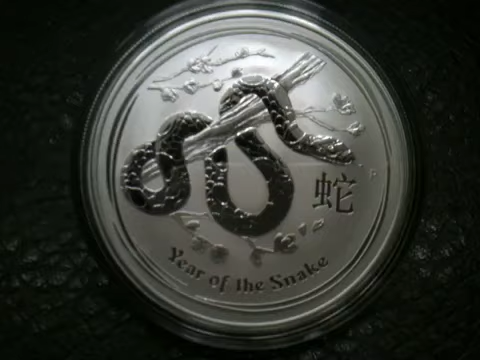 蛇
Year of the Snake